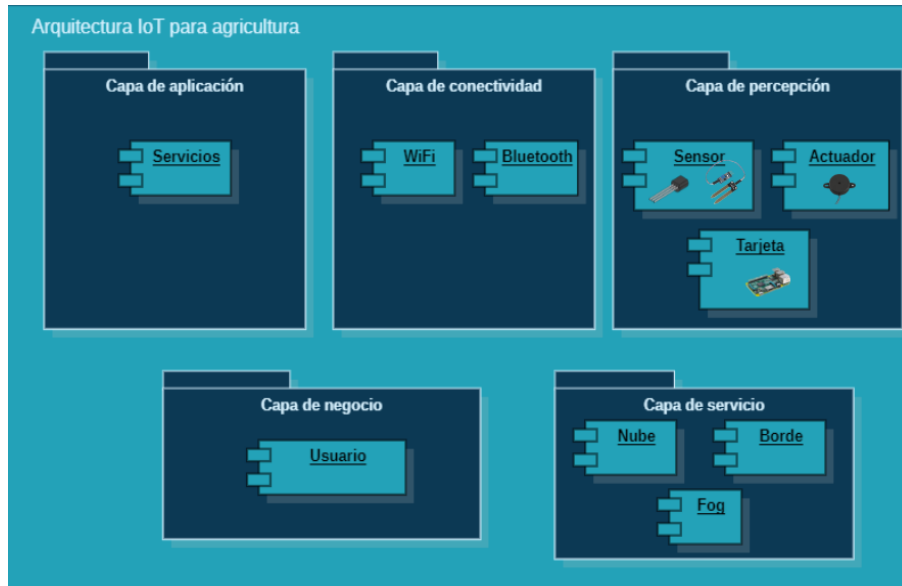 Arquitectura IoT para agricultura
Capa de aplicación
Servicios
Capa de conectividad
WiFi
Bluetooth
Capa de percepción
Sensor
Actuador
Tarjeta
Capa de negocio
Usuario
Capa de servicio
Nube
Borde
Fog